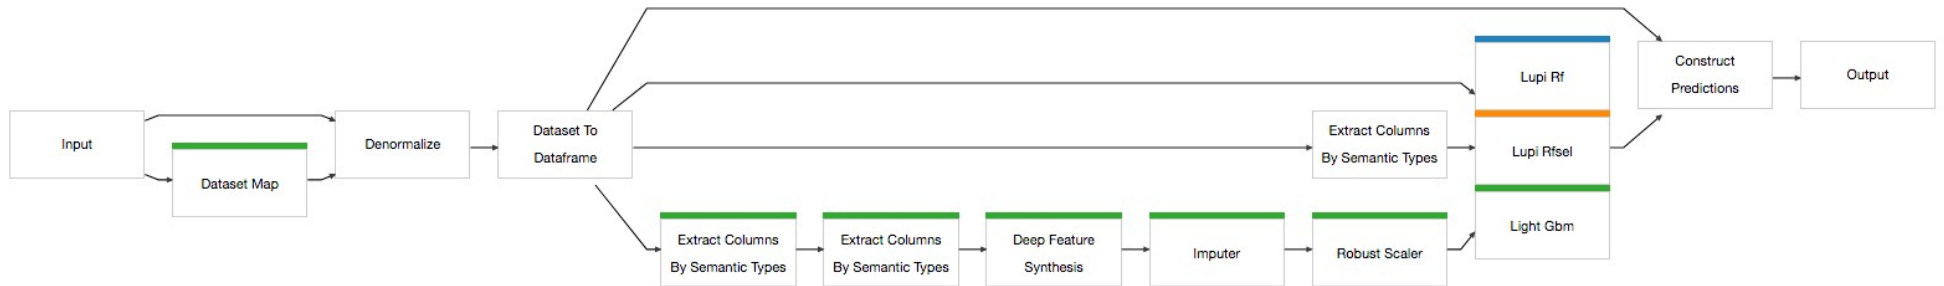 Input
Dataset Map
Denormalize
Dataset To
Dataframe
Extract Columns
By Semantic Types
Extract Columns
By Semantic Types
Deep Feature
Synthesis
Imputer
Robust Scaler
Extract Columns
By Semantic Types
Lupi Rf
Lupi Rfsel
Light Gbm
Construct
Predictions
Output